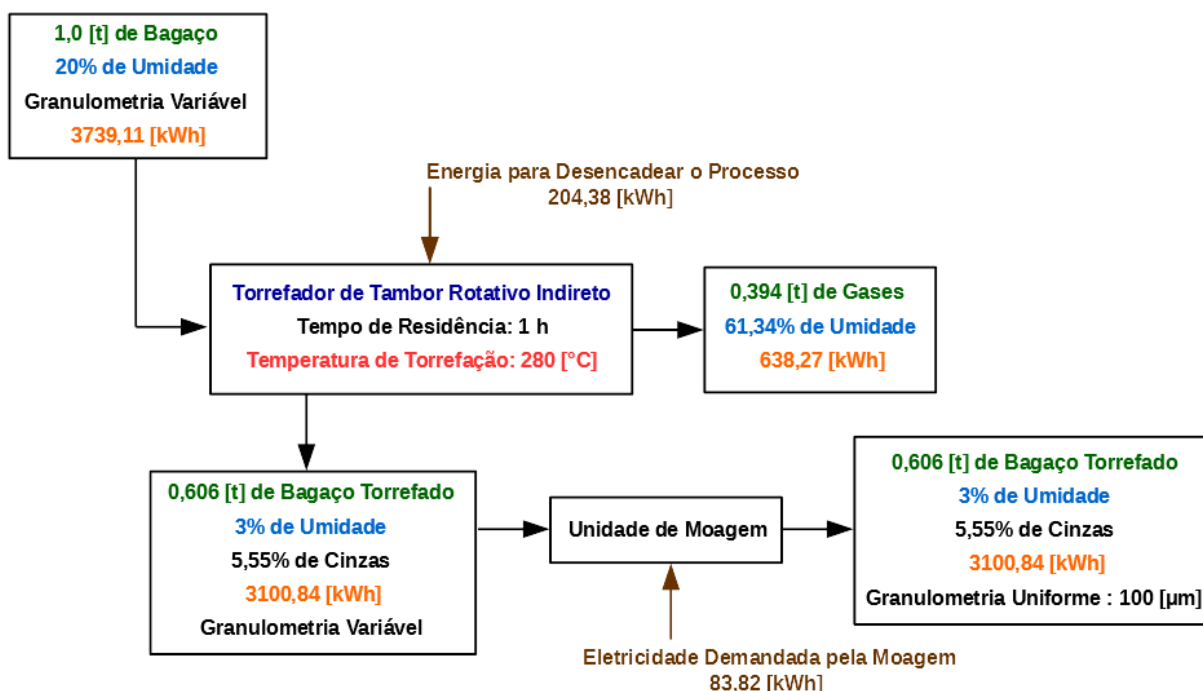 1,0 [t] de Bagaço
20% de Umidade
Granulometria Variável
3739,11 [kWh]
Energia para Desencadear o Processo
204,38 [kWh]
Torrefador de Tambor Rotativo Indireto
Tempo de Residência: 1 h
Temperatura de Torrefação: 280 [°C]
0,394 [t] de Gases
61,34% de Umidade
638,27 [kWh]
0,606 [t] de Bagaço Torrefado
3% de Umidade
5,55% de Cinzas
3100,84 [kWh]
Granulometria Variável
Unidade de Moagem
0,606 [t] de Bagaço Torrefado
3% de Umidade
5,55% de Cinzas
3100,84 [kWh]
Granulometria Uniforme : 100 [µm]
Eletricidade Demandada pela Moagem
83,82 [kWh]